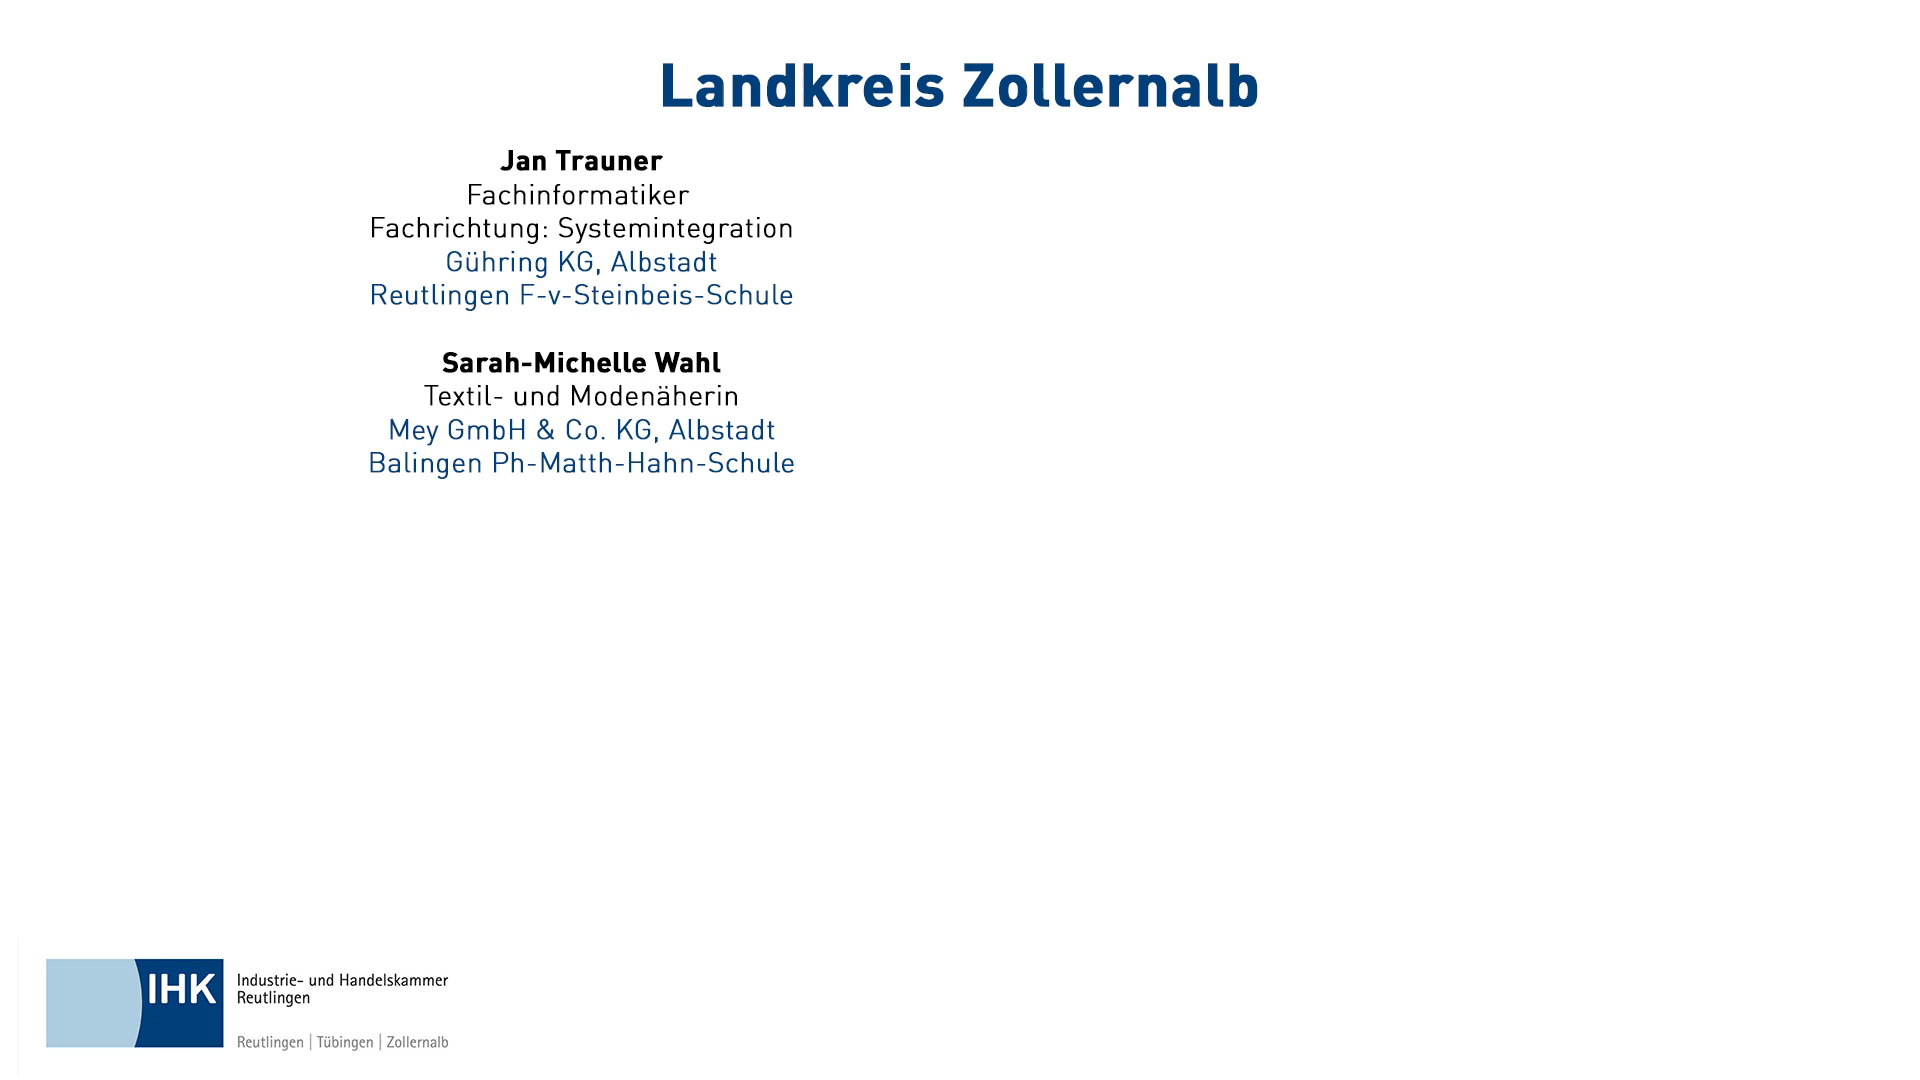 Landkreis Zollernalb
Jan Trauner
Fachinformatiker
Fachrichtung: Systemintegration
Gühring KG, Albstadt
Reutlingen F-v-Steinbeis-Schule
Sarah-Michelle Wahl
Textil- und Modenäherin
Mey GmbH & Co. KG, Albstadt
Balingen Ph-Matth-Hahn-Schule
IHK
Industrie- und Handelskammer
Reutlingen
Reutlingen | Tübingen | Zollernalb